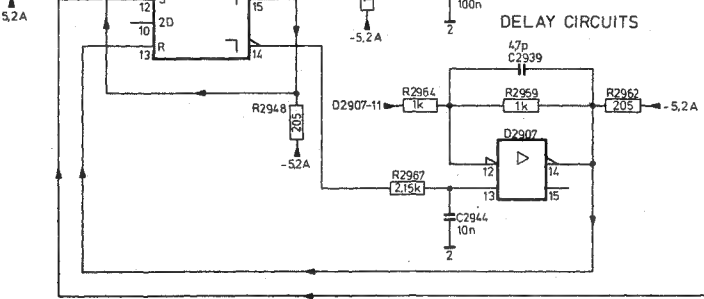 5,2A
12
2D
10
R
13
15
14
100n
2
-5,2A
DELAY CIRCUITS
4,7p
C2939
R2964
D2907-11
1k
R2959
1k
R2962
205
-5,2A
R2948
205
-5,2A
D2907
12
14
R2967
2,15k
13
15
C2944
10n
2